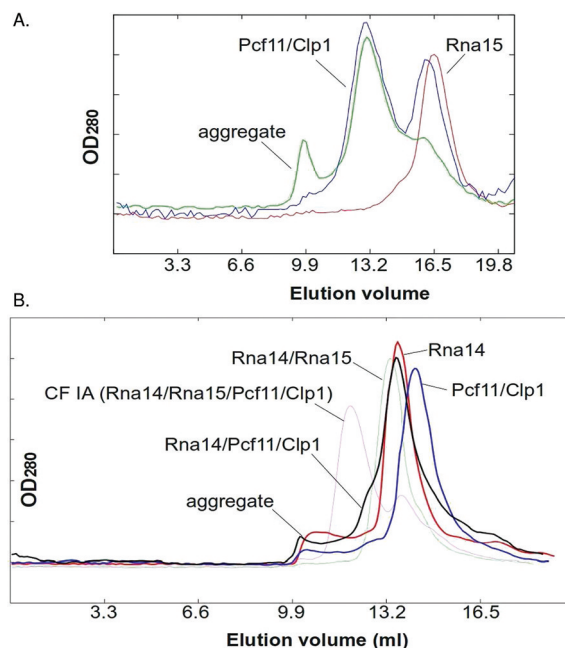 A.
Pcf11/Clp1
Rna15
aggregate
OD280
3.3 6.6 9.9 13.2 16.5 19.8
Elution volume
B.
Rna14/Rna15
Rna14
CF IA (Rna14/Rna15/Pcf11/Clp1)
Pcf11/Clp1
Rna14/Pcf11/Clp1
aggregate
OD280
3.3 6.6 9.9 13.2 16.5
Elution volume (ml)